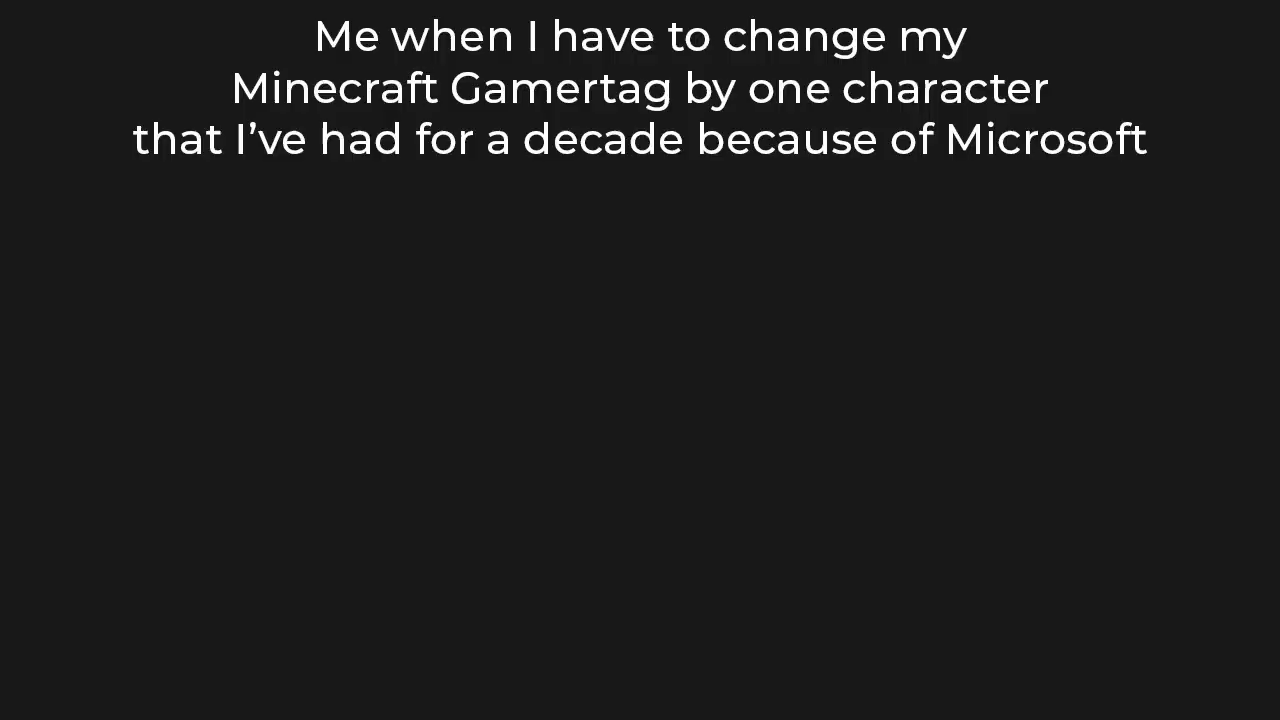 Me when I have to change my
Minecraft Gamertag by one character
that I’ve had for a decade because of Microsoft